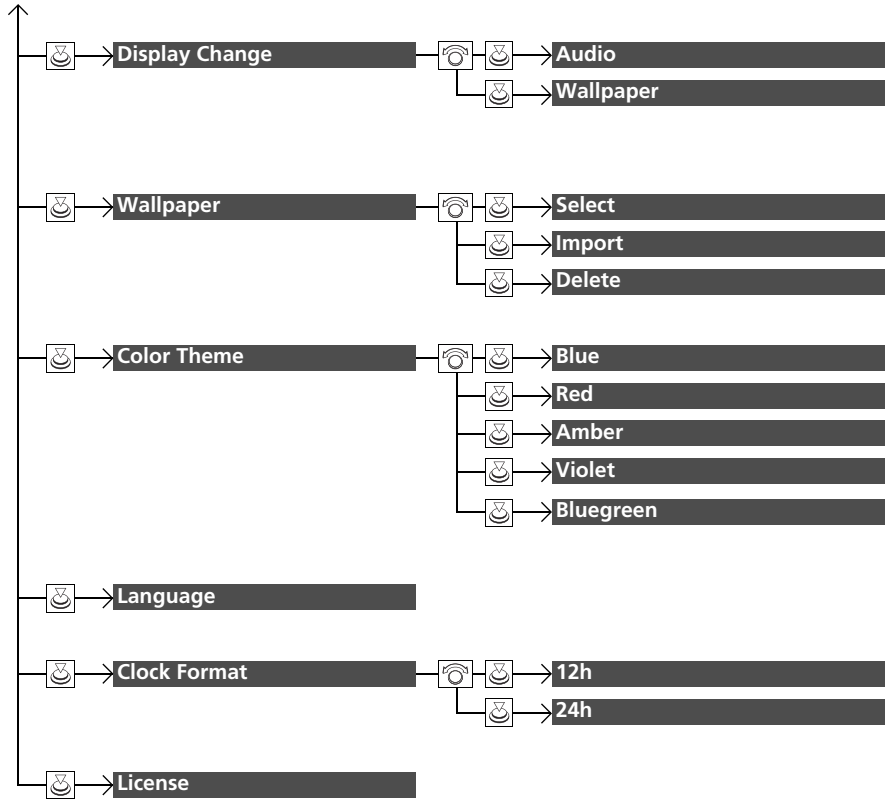 Display Change
Audio
Wallpaper
Wallpaper
Select
Import
Delete
Color Theme
Blue
Red
Amber
Violet
Bluegreen
Language
Clock Format
12h
24h
License